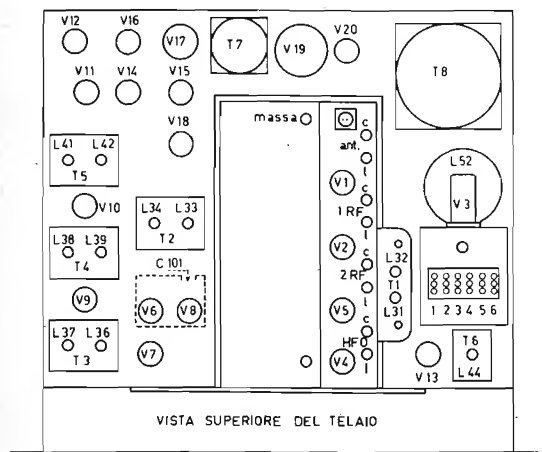 V12 V16 V17 T7 V19 V20 T8
V11 V14 V15
V18
massa
c
ant.
l
L41 L42
T5
V10
V1
c
1 RF
l
L52
V3
L34 L33
T2
L38 L39
T4
C 101
V2
c
2 RF
l
L32
T1
L31
V9
V6 V8
V5
c
HFO
l
1 2 3 4 5 6
L37 L36
T3
V7
V4
V13
T6
L44
VISTA SUPERIORE DEL TELAIO